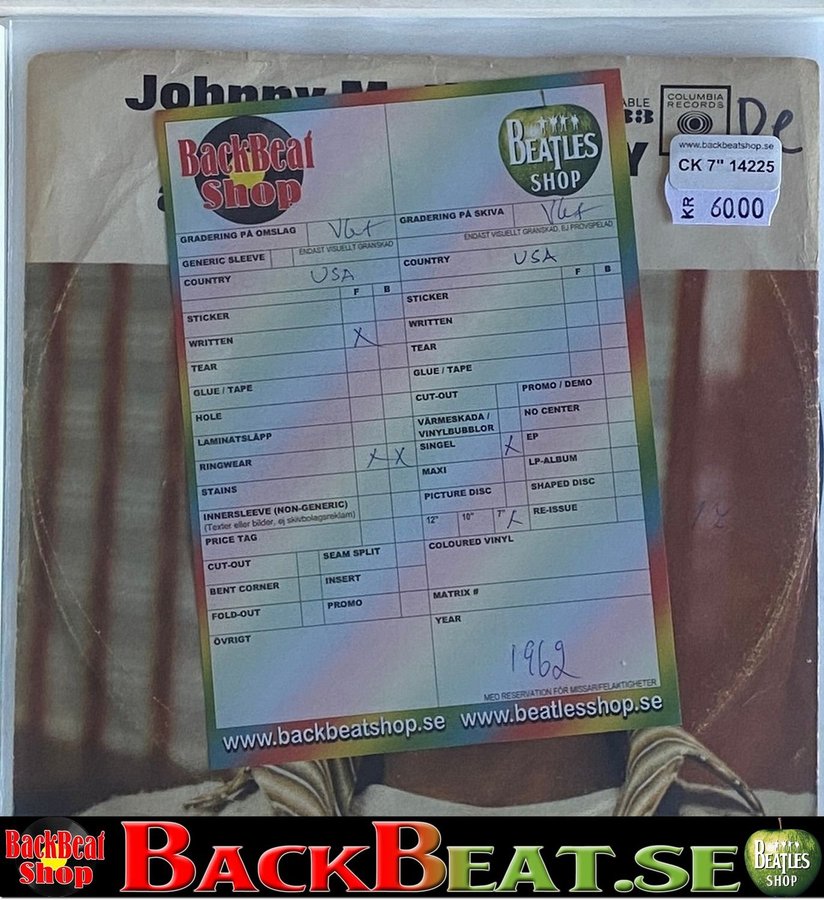 Johnny
COLUMBIA
RECORDS
De
www.backbeatshop.se
CK 7" 14225
KR 60.00
BackBeat
Shop
BEATLES
SHOP
GRADERING PÅ OMSLAG VG+
ENDAST VISUELLT GRANSKAD
GENERIC SLEEVE
COUNTRY USA
F B
STICKER
WRITTEN X
TEAR
GLUE / TAPE
HOLE
LAMINATSLÄPP
RINGWEAR X X
STAINS
INNERSLEEVE (NON-GENERIC)
(Texter eller bilder, ej skivbolagsreklam)
PRICE TAG
CUT-OUT SEAM SPLIT
BENT CORNER INSERT
FOLD-OUT PROMO
ÖVRIGT
GRADERING PÅ SKIVA VG+
ENDAST VISUELLT GRANSKAD, EJ PROVSPELAD
COUNTRY USA
F B
STICKER
WRITTEN
TEAR
GLUE / TAPE
CUT-OUT PROMO / DEMO
VÄRMESKADA /
VINYLBUBBLOR NO CENTER
SINGEL X EP
MAXI LP-ALBUM
PICTURE DISC SHAPED DISC
12" 10" 7" X RE-ISSUE
COLOURED VINYL
MATRIX #
YEAR
1962
MED RESERVATION FÖR MISSAR/FELAKTIGHETER
www.backbeatshop.se www.beatlesshop.se
BackBeat
Shop
BACKBEAT.SE
BEATLES
SHOP